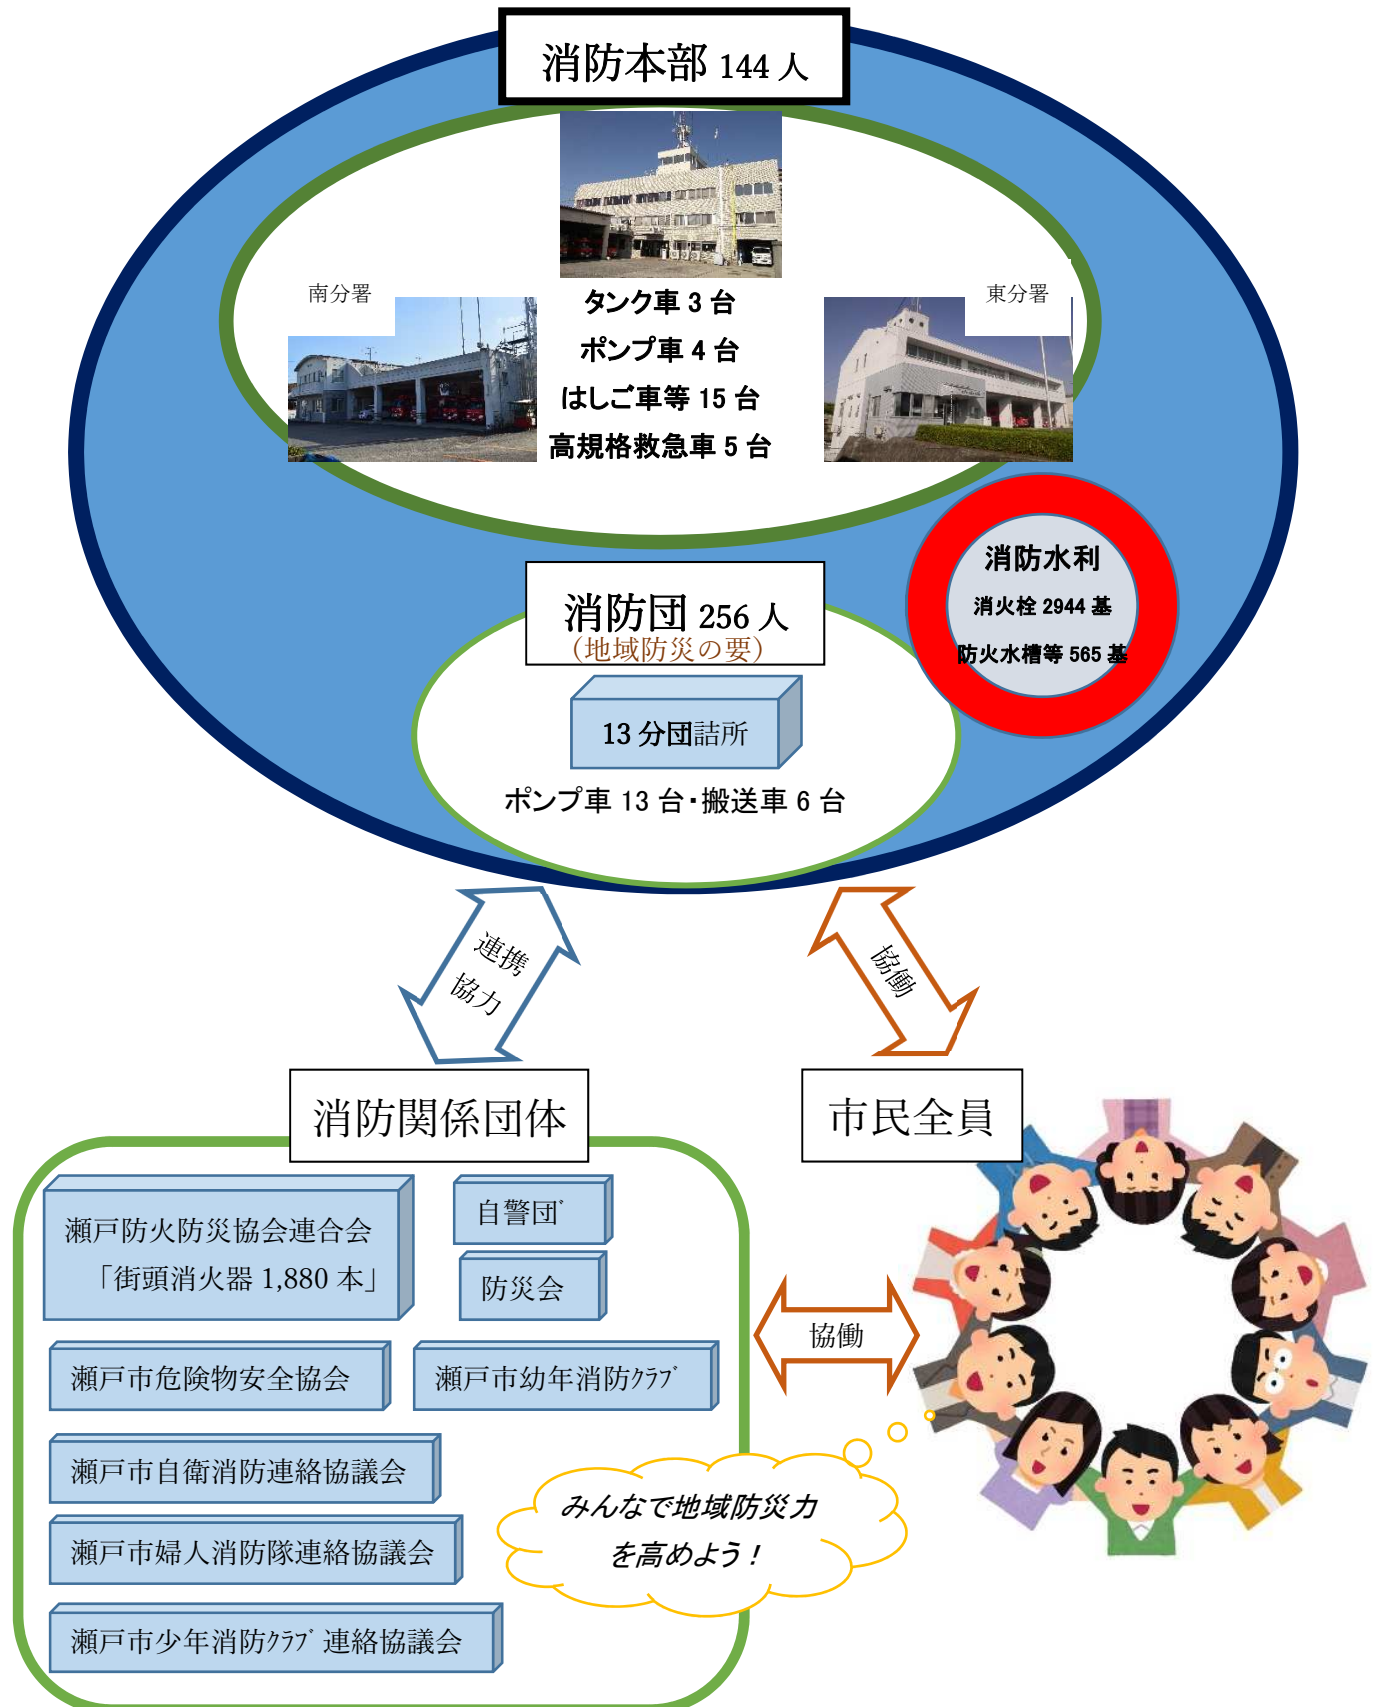 消防本部 144 人
南分署
東分署
タンク車 3 台
ポンプ車 4 台
はしご車等 15 台
高規格救急車 5 台
消防水利
消火栓 2944 基
防火水槽等 565 基
消防団 256 人
（地域防災の要）
13 分団詰所
ポンプ車 13 台・搬送車 6 台
連携
協力
協働
消防関係団体
市民全員
瀬戸防火防災協会連合会
「街頭消火器 1,880 本」
自警団
防災会
協働
瀬戸市危険物安全協会
瀬戸市幼年消防ｸﾗﾌﾞ
瀬戸市自衛消防連絡協議会
瀬戸市婦人消防隊連絡協議会
瀬戸市少年消防ｸﾗﾌﾞ連絡協議会
みんなで地域防災力
を高めよう！